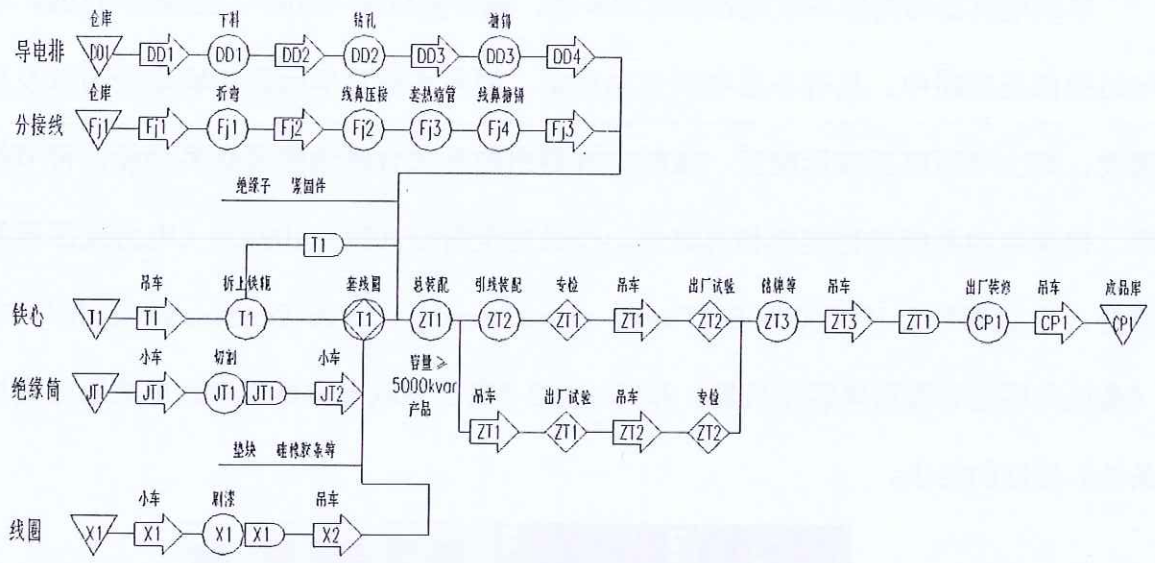 仓库 下料 钻孔 搪锡
导电排 DD1 DD1 DD1 DD2 DD2 DD3 DD3 DD4
仓库 折弯 线鼻压接 套热缩管 线鼻搪锡
分接线 Fj1 Fj1 Fj1 Fj2 Fj2 Fj3 Fj4 Fj3
绝缘子 紧固件
T1
吊车 拆上铁轭 套线圈 总装配 引线装配 专检 吊车 出厂试验 铭牌等 出厂装修 吊车 成品库
铁心 T1 T1 T1 T1 ZT1 ZT2 ZT1 ZT1 ZT2 ZT3 ZT3 ZT1 CP1 CP1 CP1
小车 切割 小车
绝缘筒 JT1 JT1 JT1 JT1 JT2
容量≥
5000kvar
产品
吊车 出厂试验 吊车 专检
ZT1 ZT1 ZT2 ZT2
垫块 硅橡胶条等
小车 刷漆 吊车
线圈 X1 X1 X1 X1 X2